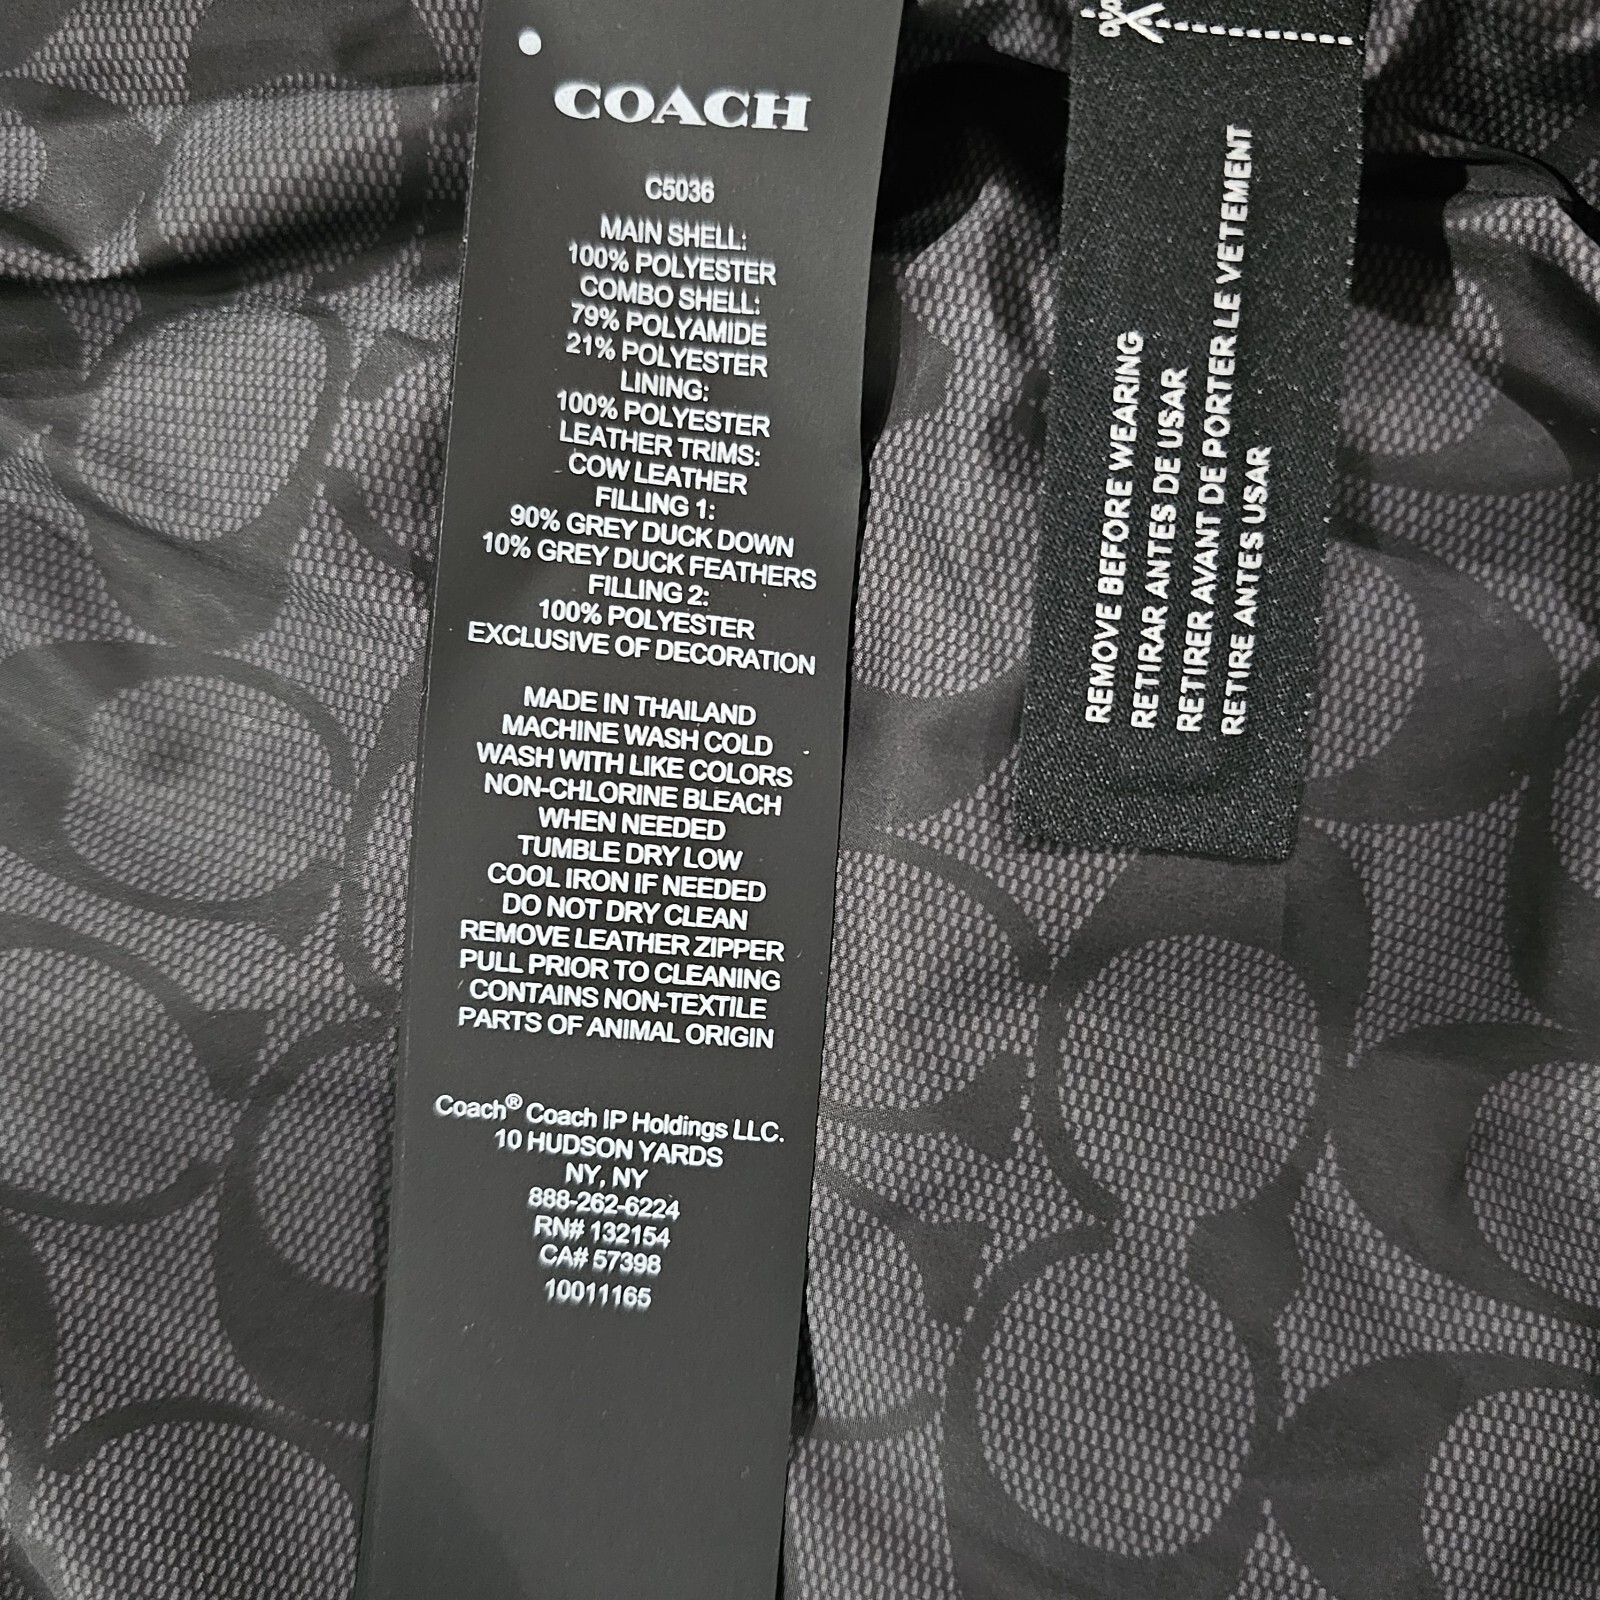 COACH
C5036
MAIN SHELL:
100% POLYESTER
COMBO SHELL:
79% POLYAMIDE
21% POLYESTER
LINING:
100% POLYESTER
LEATHER TRIMS:
COW LEATHER
FILLING 1:
90% GREY DUCK DOWN
10% GREY DUCK FEATHERS
FILLING 2:
100% POLYESTER
EXCLUSIVE OF DECORATION
MADE IN THAILAND
MACHINE WASH COLD
WASH WITH LIKE COLORS
NON-CHLORINE BLEACH
WHEN NEEDED
TUMBLE DRY LOW
COOL IRON IF NEEDED
DO NOT DRY CLEAN
REMOVE LEATHER ZIPPER
PULL PRIOR TO CLEANING
CONTAINS NON-TEXTILE
PARTS OF ANIMAL ORIGIN
Coach® Coach IP Holdings LLC.
10 HUDSON YARDS
NY, NY
888-262-6224
RN# 132154
CA# 57398
10011165
REMOVE BEFORE WEARING
RETIRAR ANTES DE USAR
RETIRER AVANT DE PORTER LE VETEMENT
RETIRE ANTES USAR